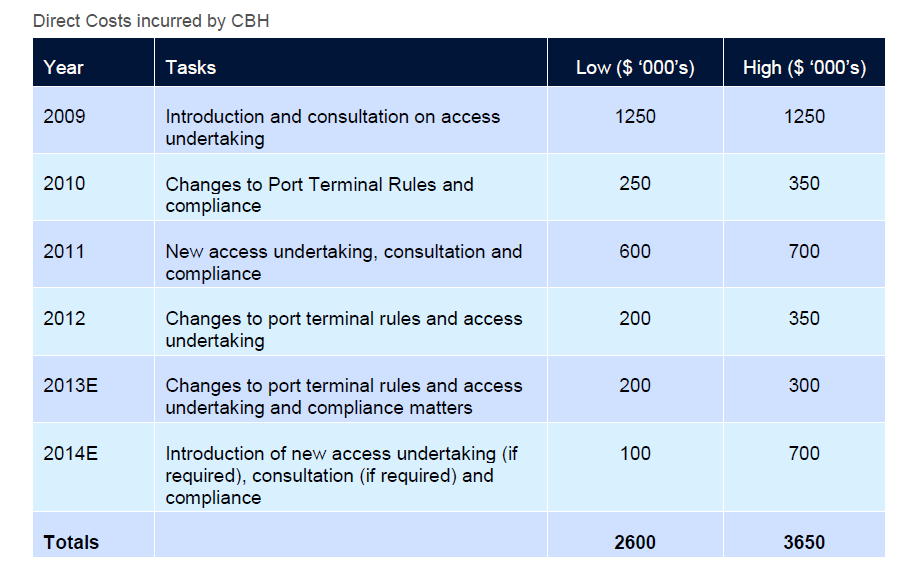 Direct Costs incurred by CBH
Year Tasks Low ($ ‘000’s) High ($ ‘000’s)
2009 Introduction and consultation on access 1250 1250
undertaking
2010 Changes to Port Terminal Rules and 250 350
compliance
2011 New access undertaking, consultation and 600 700
compliance
2012 Changes to port terminal rules and access 200 350
undertaking
2013E Changes to port terminal rules and access 200 300
undertaking and compliance matters
2014E Introduction of new access undertaking (if 100 700
required), consultation (if required) and
compliance
Totals 2600 3650